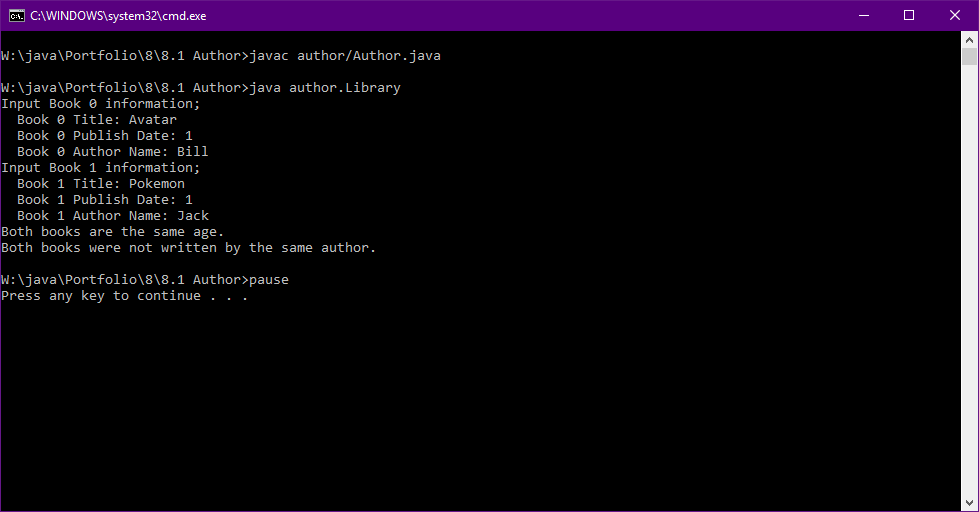 C:\WINDOWS\system32\cmd.exe
W:\java\Portfolio\8\8.1 Author>javac author/Author.java
W:\java\Portfolio\8\8.1 Author>java author.Library
Input Book 0 information;
  Book 0 Title: Avatar
  Book 0 Publish Date: 1
  Book 0 Author Name: Bill
Input Book 1 information;
  Book 1 Title: Pokemon
  Book 1 Publish Date: 1
  Book 1 Author Name: Jack
Both books are the same age.
Both books were not written by the same author.
W:\java\Portfolio\8\8.1 Author>pause
Press any key to continue . . .